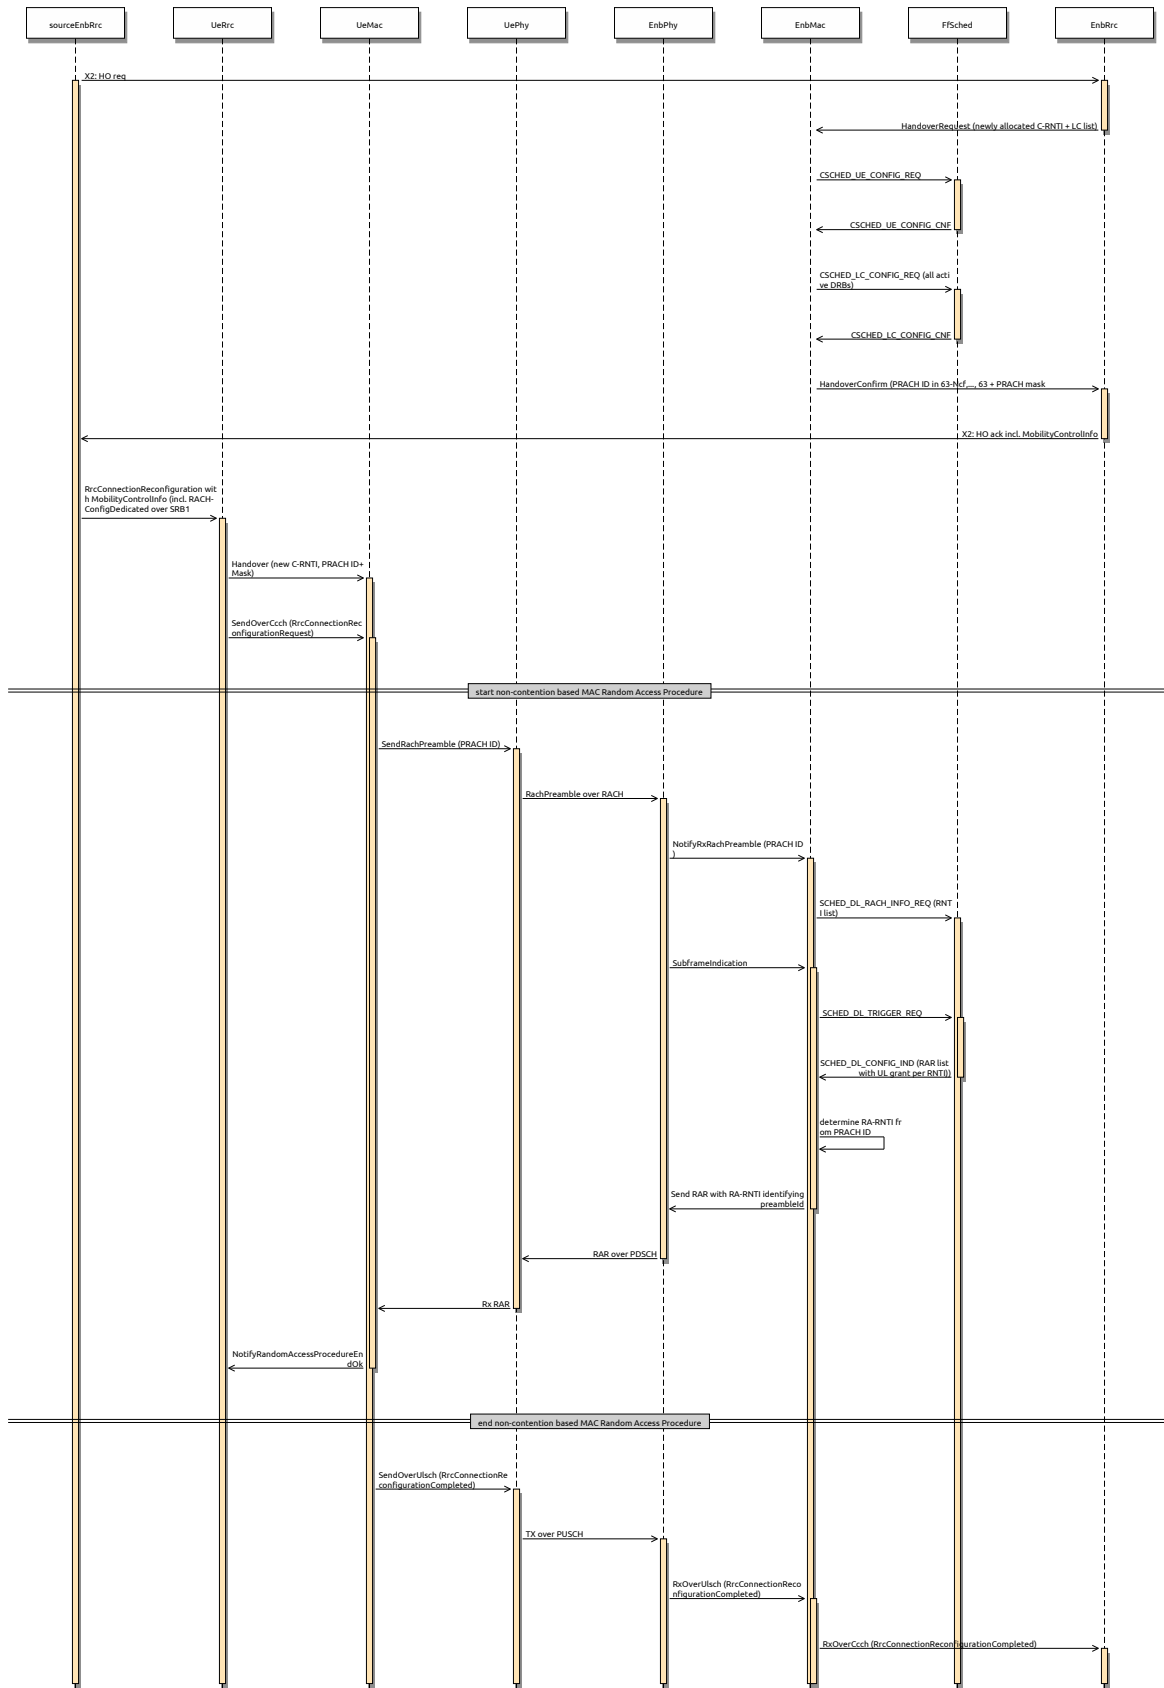 sourceEnbRrc
UeRrc
UeMac
UePhy
EnbPhy
EnbMac
FfSched
EnbRrc
X2: HO req
HandoverRequest (newly allocated C-RNTI + LC list)
CSCHED_UE_CONFIG_REQ
CSCHED_UE_CONFIG_CNF
CSCHED_LC_CONFIG_REQ (all acti
ve DRBs)
CSCHED_LC_CONFIG_CNF
HandoverConfirm (PRACH ID in 63-Ncf,..., 63 + PRACH mask
X2: HO ack incl. MobilityControlInfo
RrcConnectionReconfiguration wit
h MobilityControlInfo (incl. RACH-
ConfigDedicated over SRB1
Handover (new C-RNTI, PRACH ID+
Mask)
SendOverCcch (RrcConnectionRec
onfigurationRequest)
start non-contention based MAC Random Access Procedure
SendRachPreamble (PRACH ID)
RachPreamble over RACH
NotifyRxRachPreamble (PRACH ID
)
SCHED_DL_RACH_INFO_REQ (RNT
I list)
SubframeIndication
SCHED_DL_TRIGGER_REQ
SCHED_DL_CONFIG_IND (RAR list
with UL grant per RNTI))
determine RA-RNTI fr
om PRACH ID
Send RAR with RA-RNTI identifying
preambleId
RAR over PDSCH
Rx RAR
NotifyRandomAccessProcedureEn
dOk
end non-contention based MAC Random Access Procedure
SendOverUlsch (RrcConnectionRe
configurationCompleted)
TX over PUSCH
RxOverUlsch (RrcConnectionReco
nfigurationCompleted)
RxOverCcch (RrcConnectionReconfigurationCompleted)